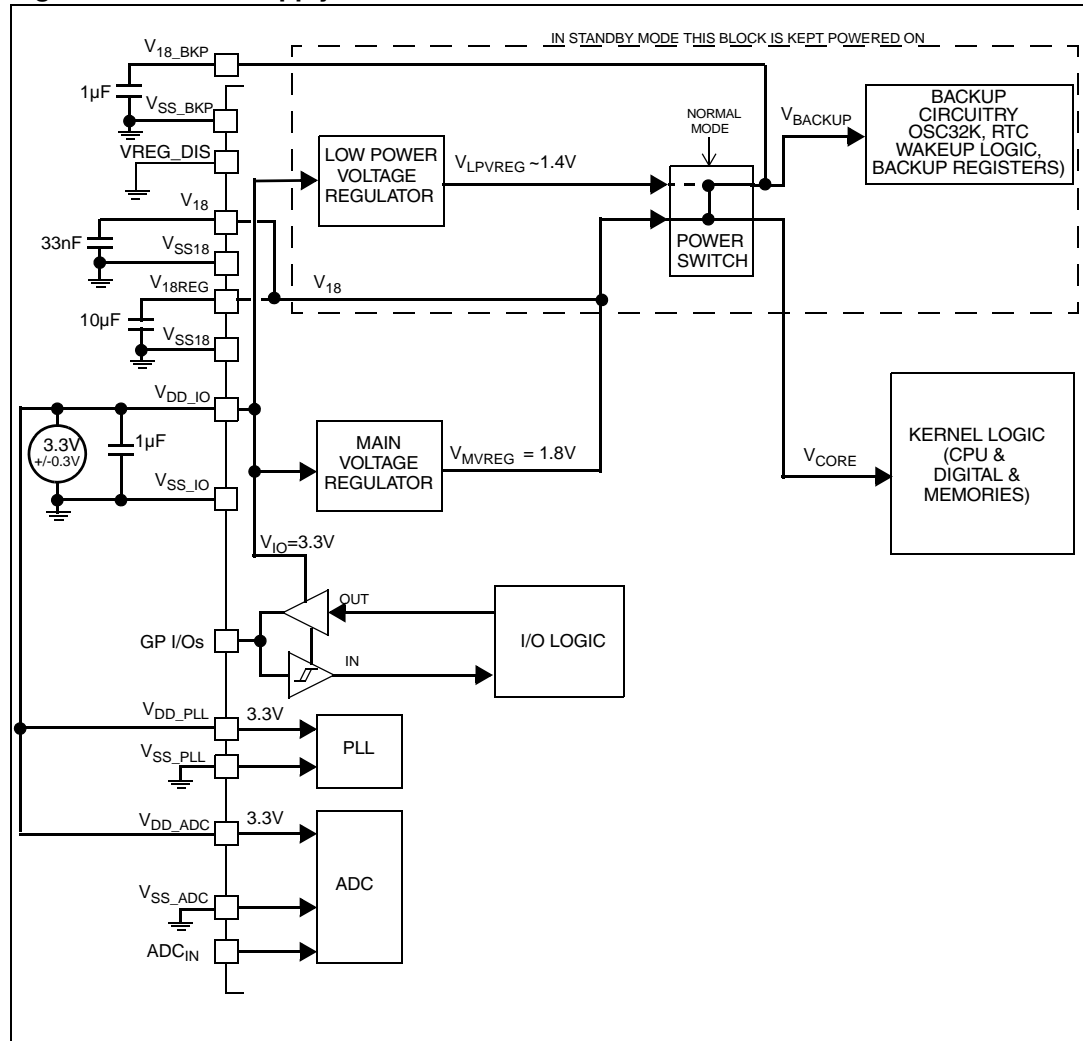 IN STANDBY MODE THIS BLOCK IS KEPT POWERED ON
V18_BKP
1µF
VSS_BKP
VREG_DIS
V18
33nF
VSS18
V18REG
10µF
VSS18
VDD_IO
3.3V
+/-0.3V
1µF
VSS_IO
GP I/Os
VDD_PLL
VSS_PLL
VDD_ADC
VSS_ADC
ADCIN
LOW POWER
VOLTAGE
REGULATOR
VLPVREG ~1.4V
NORMAL
MODE
POWER
SWITCH
VBACKUP
BACKUP
CIRCUITRY
OSC32K, RTC
WAKEUP LOGIC,
BACKUP REGISTERS)
V18
MAIN
VOLTAGE
REGULATOR
VMVREG = 1.8V
VCORE
KERNEL LOGIC
(CPU &
DIGITAL &
MEMORIES)
VIO=3.3V
OUT
IN
I/O LOGIC
3.3V
PLL
3.3V
ADC